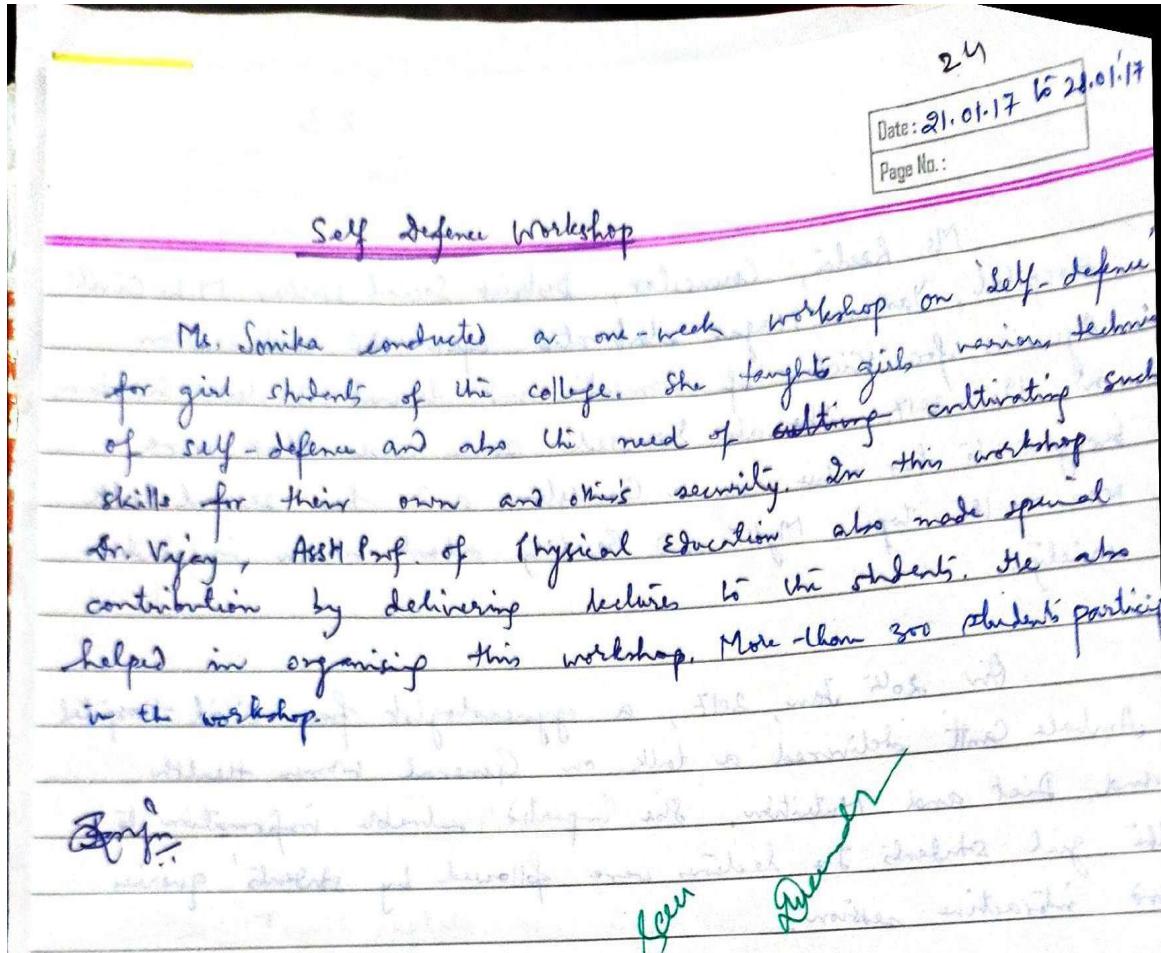 24
Date: 21.01.17 to 28.01.17
Page No.:
Self Defence Workshop
Ms. Sonika conducted a one-week workshop on 'Self-defence'
for girl students of the college. She taughts girls various techni
of self-defence and also the need of cultivating such
skills for their own and other's security. In this workshop
Dr. Vijay, Asstt Prof. of Physical Education also made special
contribution by delivering lectures to the students. He also
helped in organising this workshop. More than 300 students particip
in the workshop.